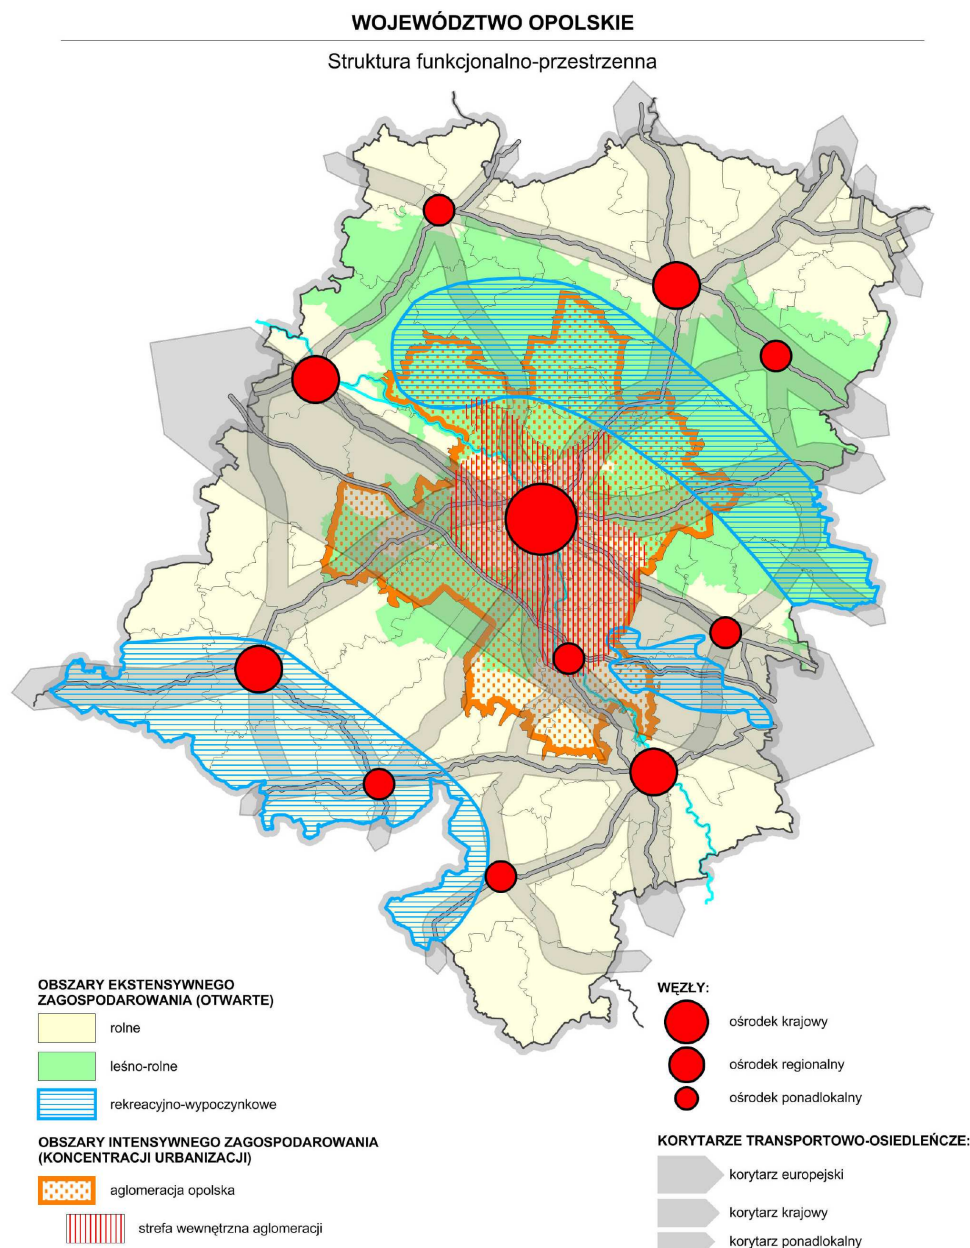 WOJEWÓDZTWO OPOLSKIE
Struktura funkcjonalno-przestrzenna
OBSZARY EKSTENSYWNEGO
ZAGOSPODAROWANIA (OTWARTE)
rolne
leśno-rolne
rekreacyjno-wypoczynkowe
OBSZARY INTENSYWNEGO ZAGOSPODAROWANIA
(KONCENTRACJI URBANIZACJI)
aglomeracja opolska
strefa wewnętrzna aglomeracji
WĘZŁY:
ośrodek krajowy
ośrodek regionalny
ośrodek ponadlokalny
KORYTARZE TRANSPORTOWO-OSIEDLEŃCZE:
korytarz europejski
korytarz krajowy
korytarz ponadlokalny